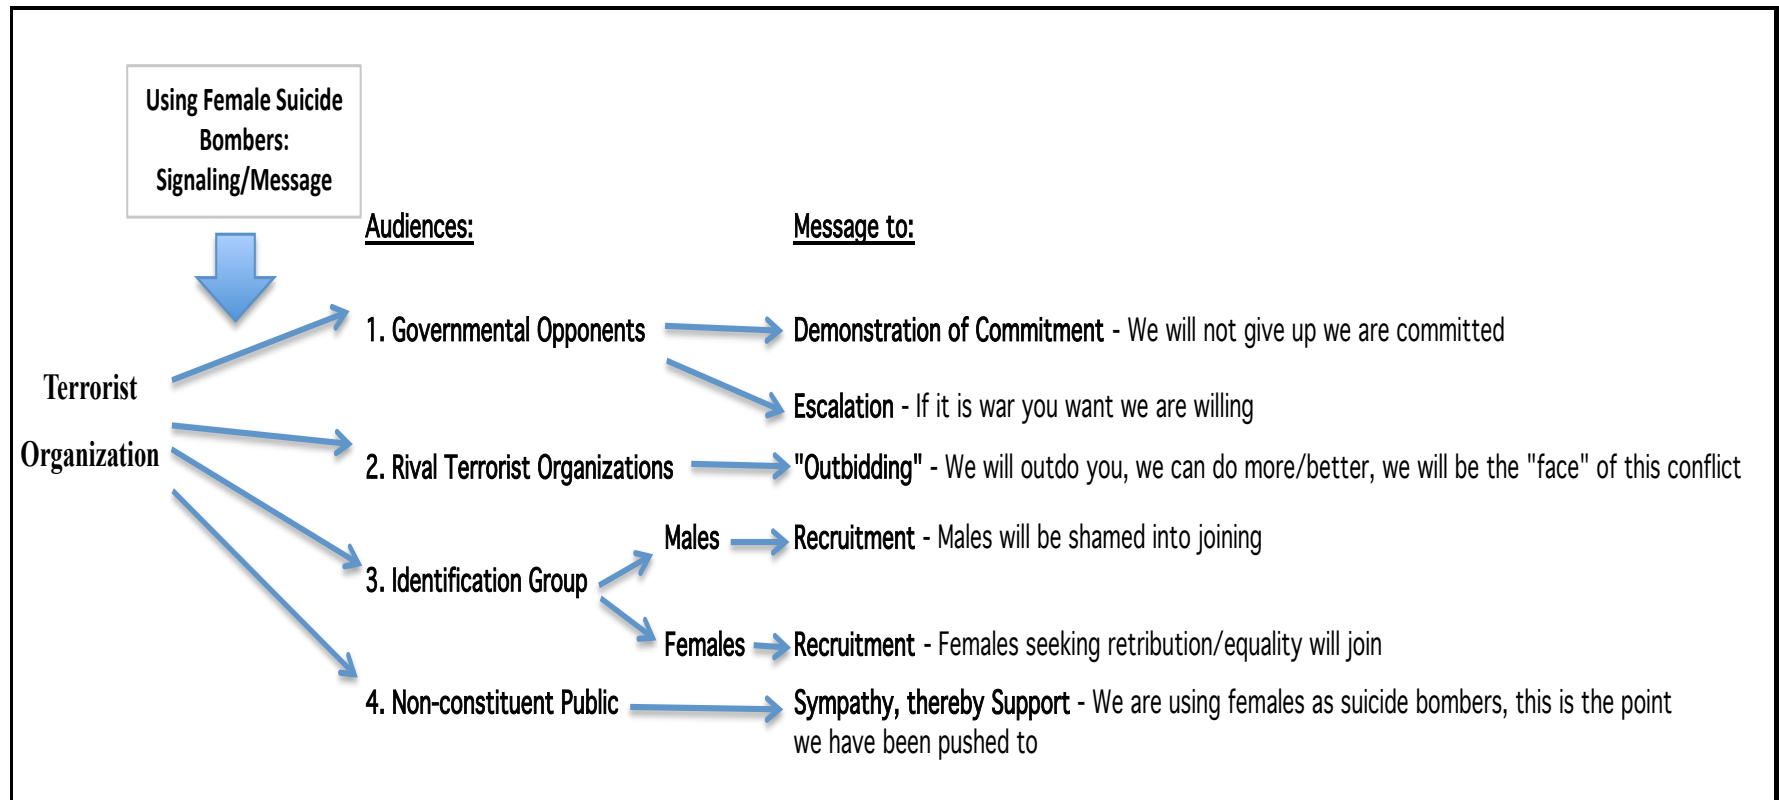 Using Female Suicide
Bombers:
Signaling/Message
Audiences:
Message to:
Terrorist
Organization
1. Governmental Opponents
Demonstration of Commitment - We will not give up we are committed
Escalation - If it is war you want we are willing
2. Rival Terrorist Organizations
"Outbidding" - We will outdo you, we can do more/better, we will be the "face" of this conflict
3. Identification Group
Males
Recruitment - Males will be shamed into joining
Females
Recruitment - Females seeking retribution/equality will join
4. Non-constituent Public
Sympathy, thereby Support - We are using females as suicide bombers, this is the point
we have been pushed to